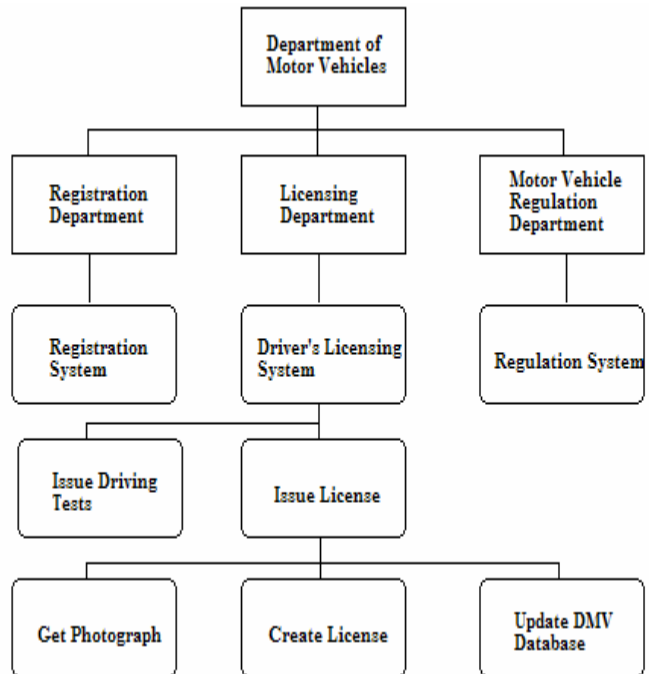 Department of
Motor Vehicles
Registration
Department
Licensing
Department
Motor Vehicle
Regulation
Department
Registration
System
Driver's Licensing
System
Regulation System
Issue Driving
Tests
Issue License
Get Photograph
Create License
Update DMV
Database